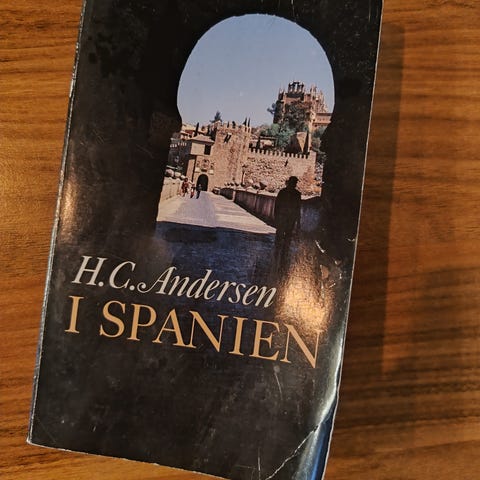 H.C. Andersen
I SPANIEN